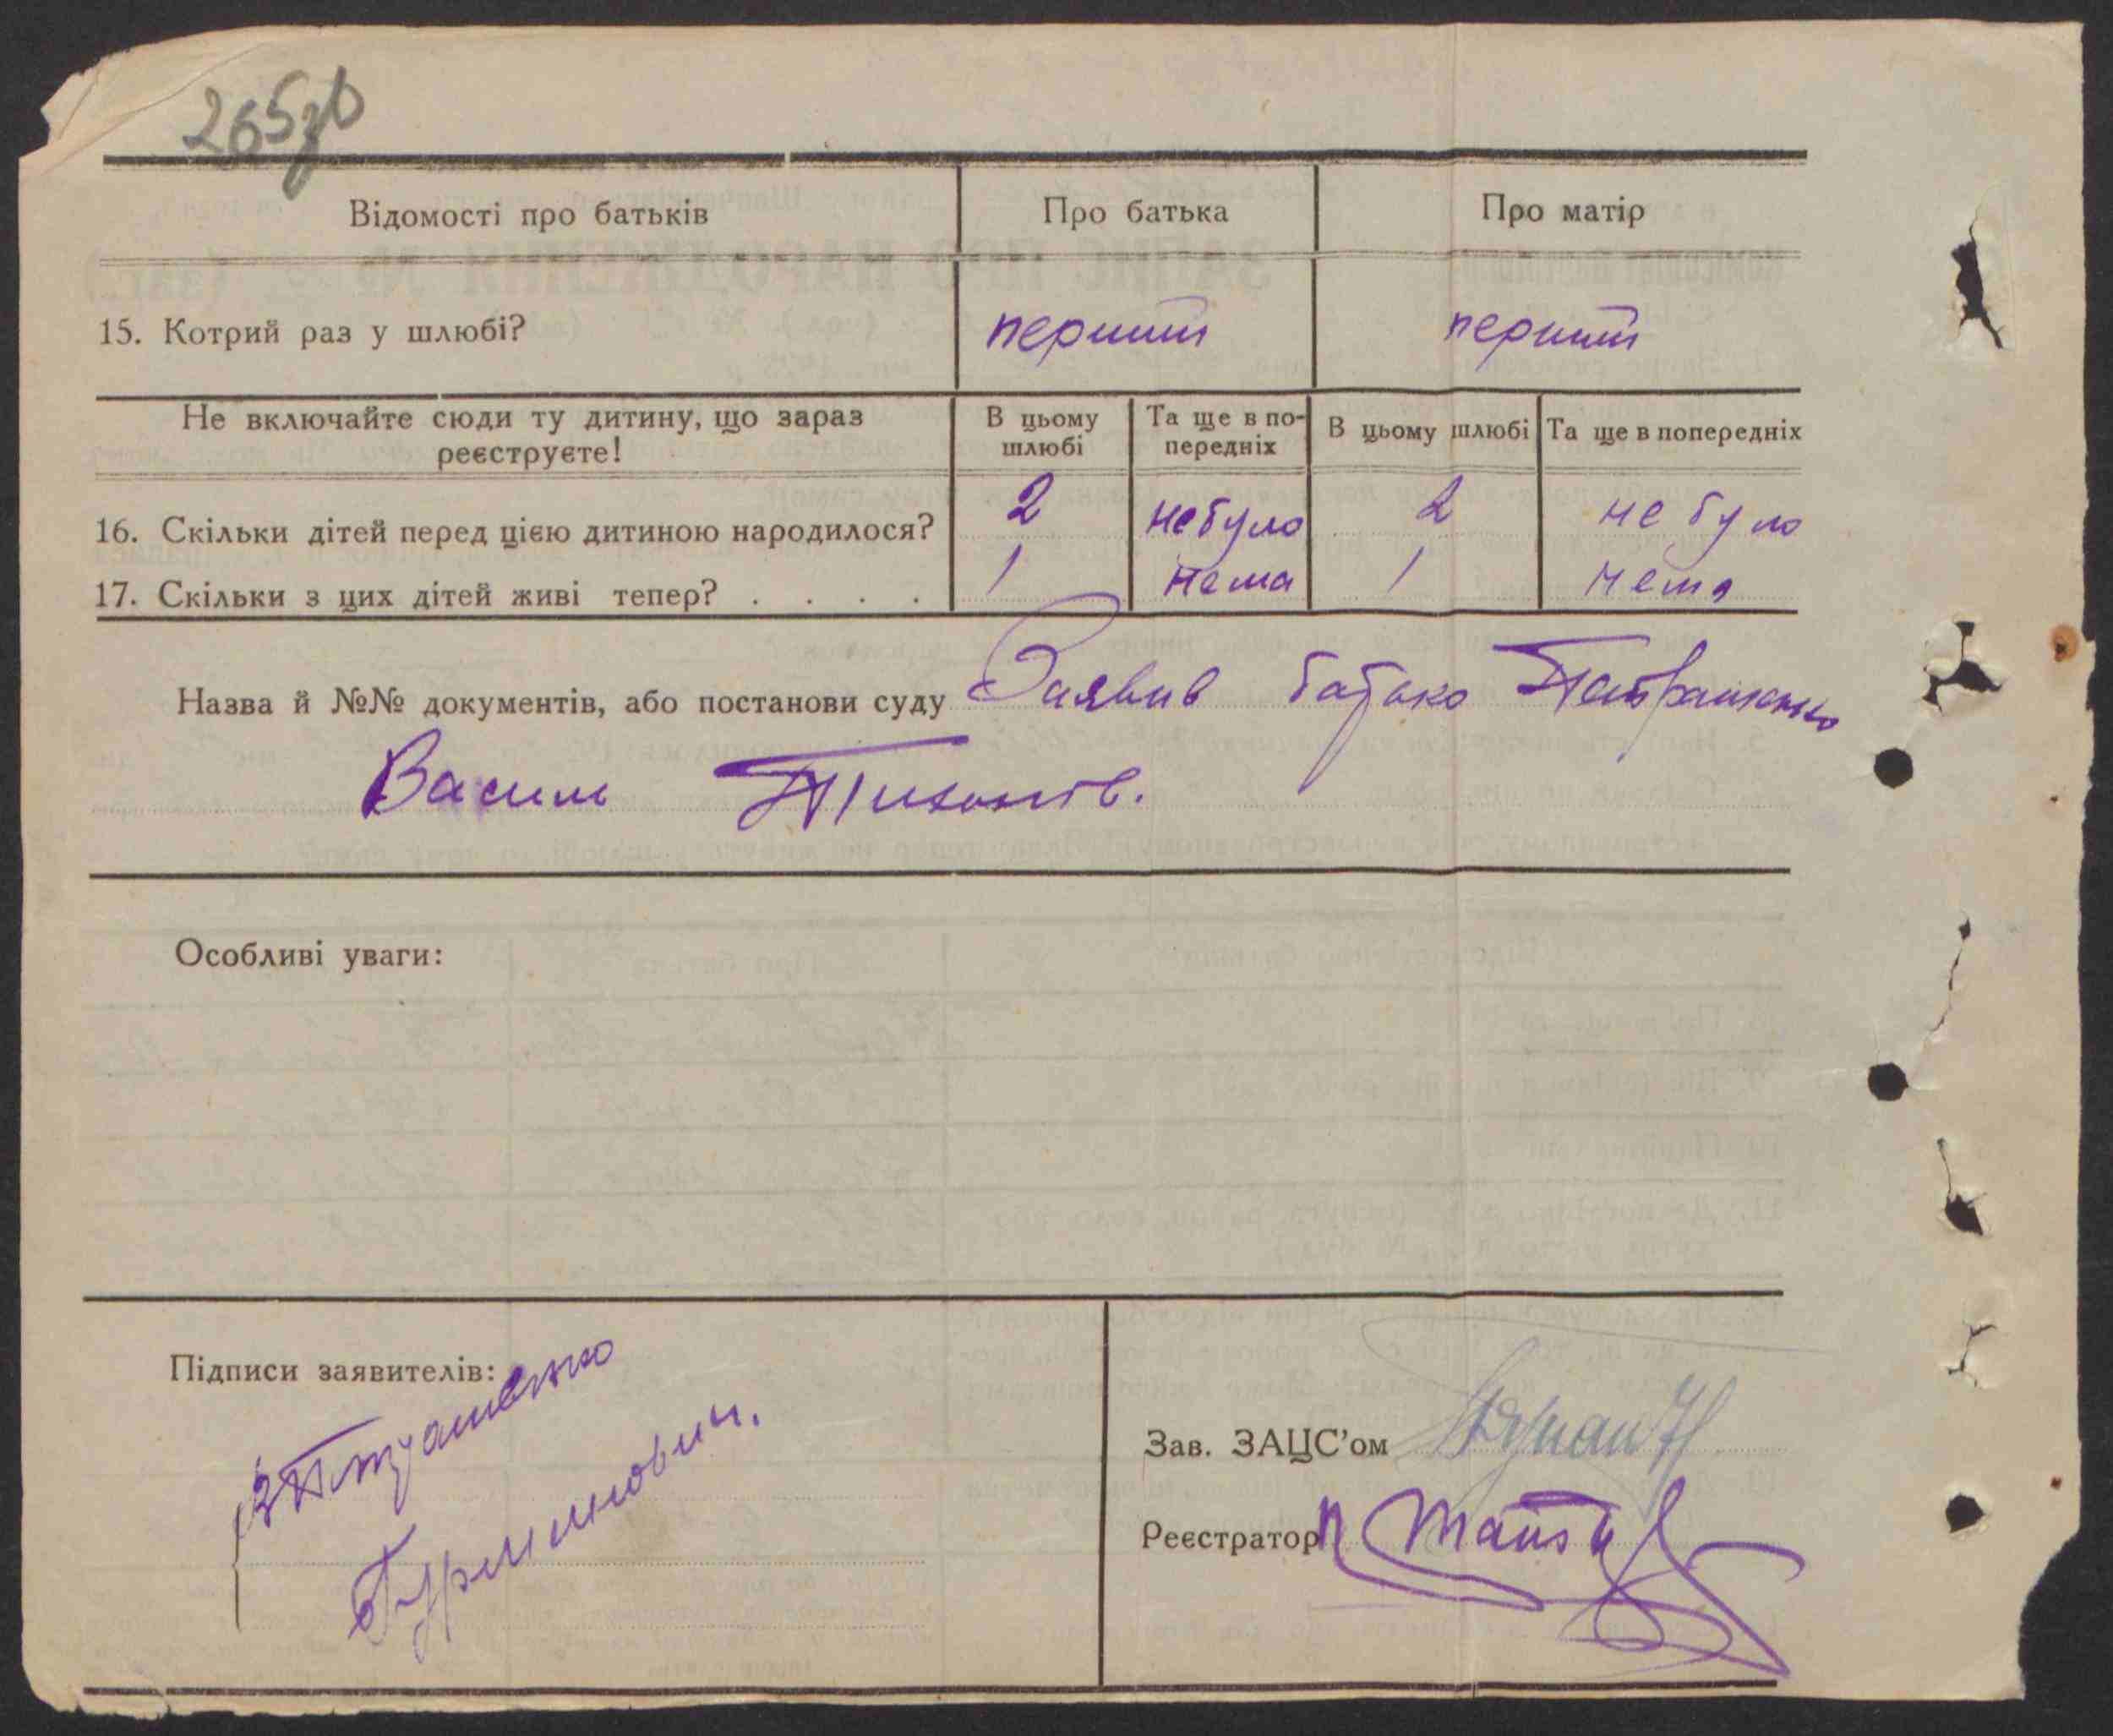 265зв
Відомості про батьків Про батька Про матір
15. Котрий раз у шлюбі? перший перший
Не включайте сюди ту дитину, що зараз реєструєте! В цьому шлюбі Та ще в попередніх В цьому шлюбі Та ще в попередніх
16. Скільки дітей перед цією дитиною народилося? 2 не було 2 не було
17. Скільки з цих дітей живі тепер? . . . . 1 нема 1 нема
Назва й №№ документів, або постанови суду Заявив батько
Василь
Особливі уваги:
Підписи заявителів:
Зав. ЗАЦС'ом
Реєстратор